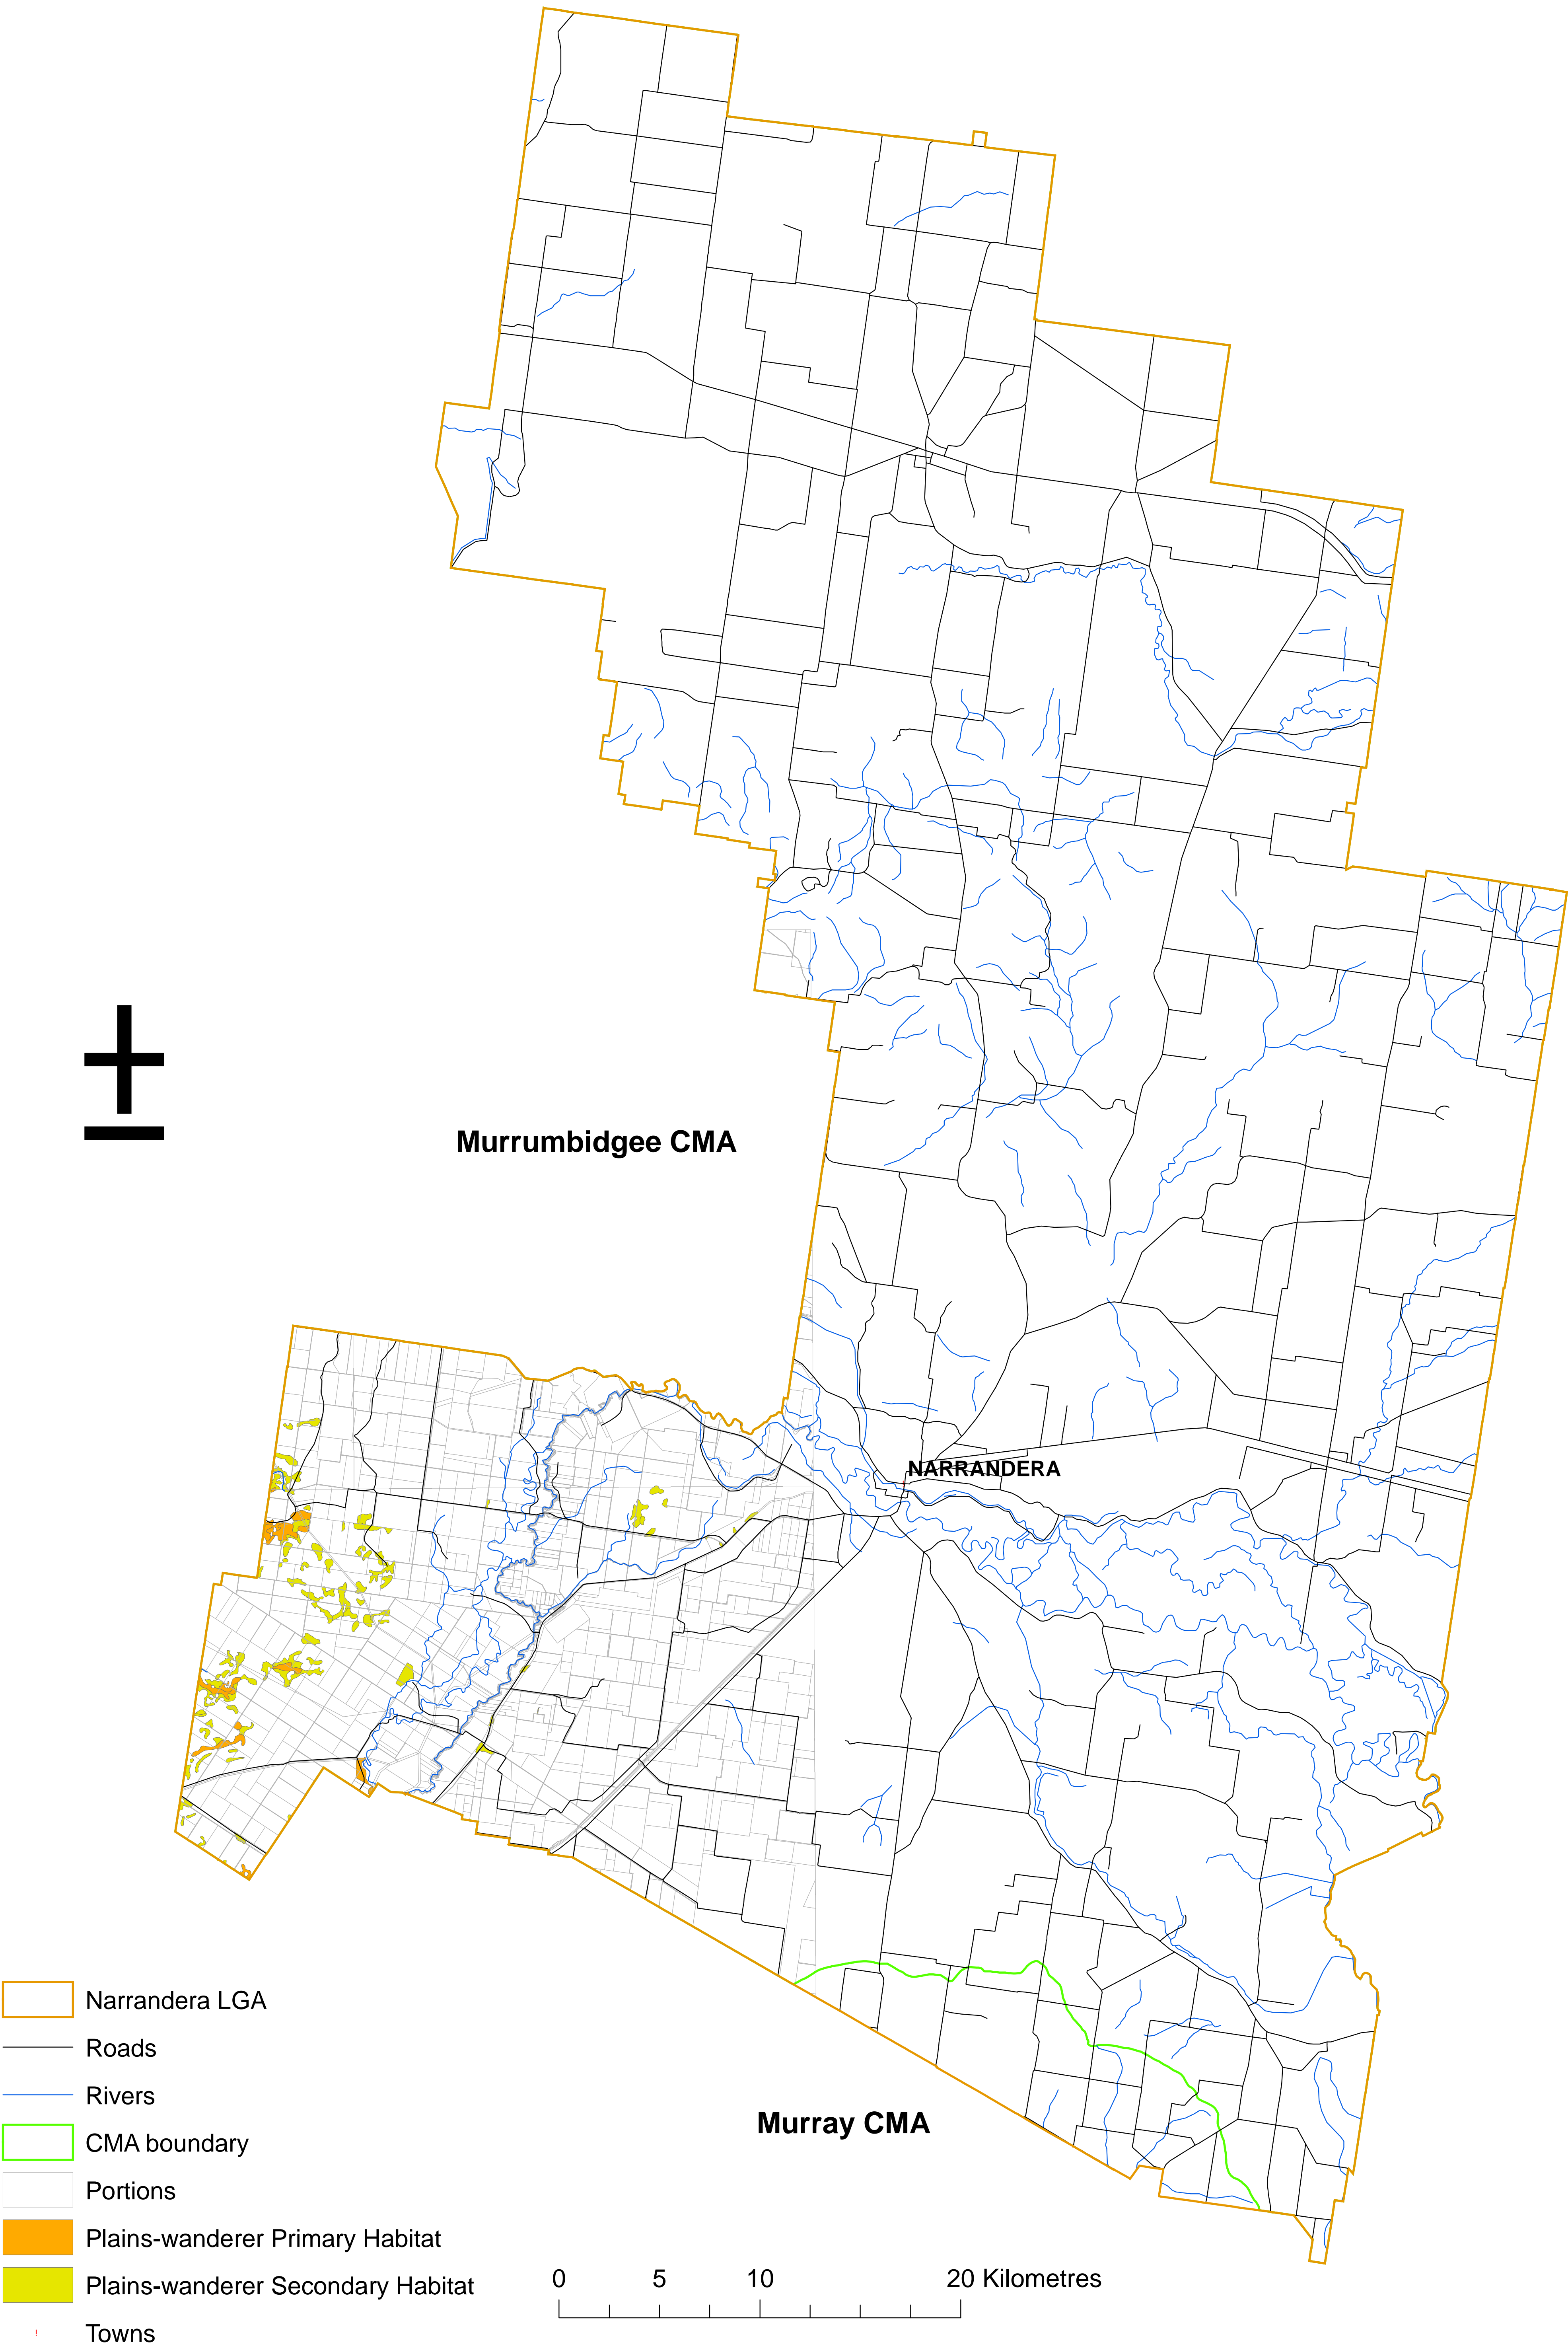 ±
Murrumbidgee CMA
NARRANDERA
Narrandera LGA
Roads
Rivers
CMA boundary
Murray CMA
Portions
Plains-wanderer Primary Habitat
Plains-wanderer Secondary Habitat
0 5 10 20 Kilometres
! Towns